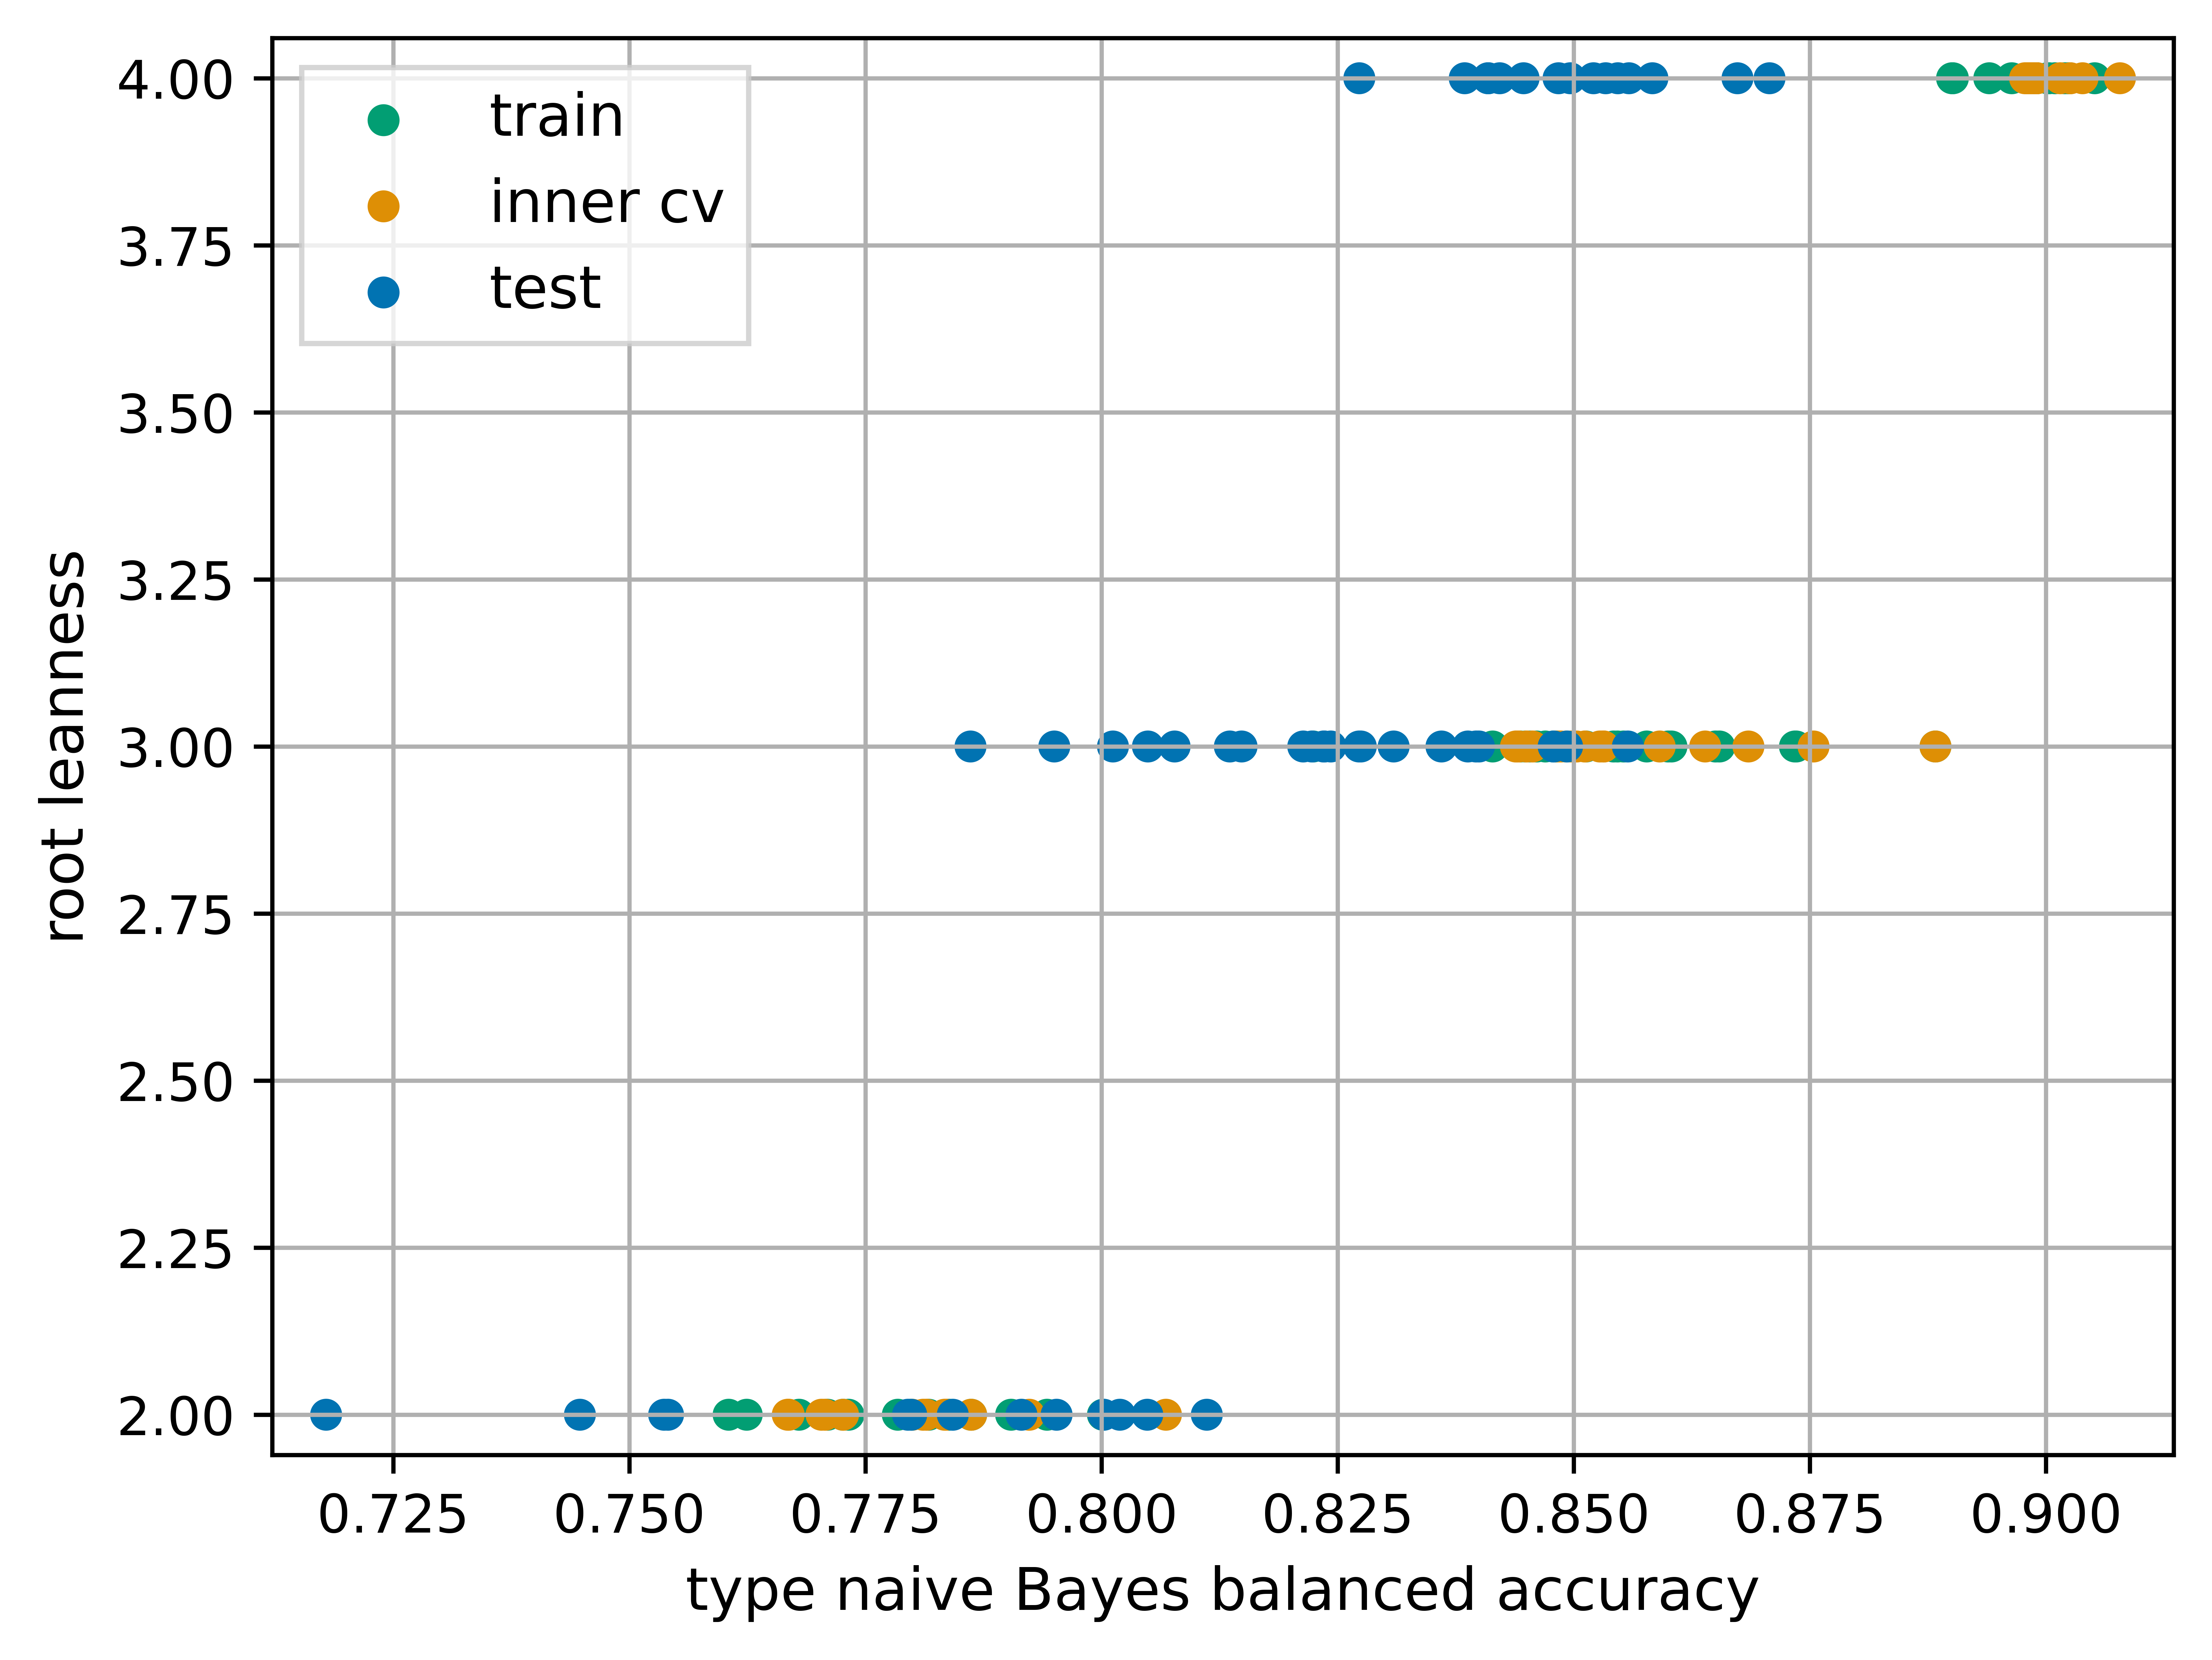 train
inner cv
test
4.00
3.75
3.50
3.25
3.00
2.75
2.50
2.25
2.00
root leanness
0.725 0.750 0.775 0.800 0.825 0.850 0.875 0.900
type naive Bayes balanced accuracy